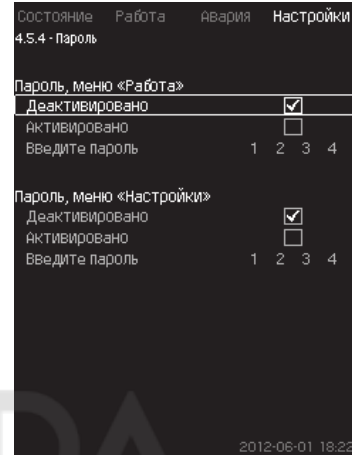 Состояние Работа Авария Настройки
4.5.4 - Пароль
Пароль, меню «Работа»
Деактивировано
Активировано
Введите пароль 1 2 3 4
Пароль, меню «Настройки»
Деактивировано
Активировано
Введите пароль 1 2 3 4
2012-06-01 18:22